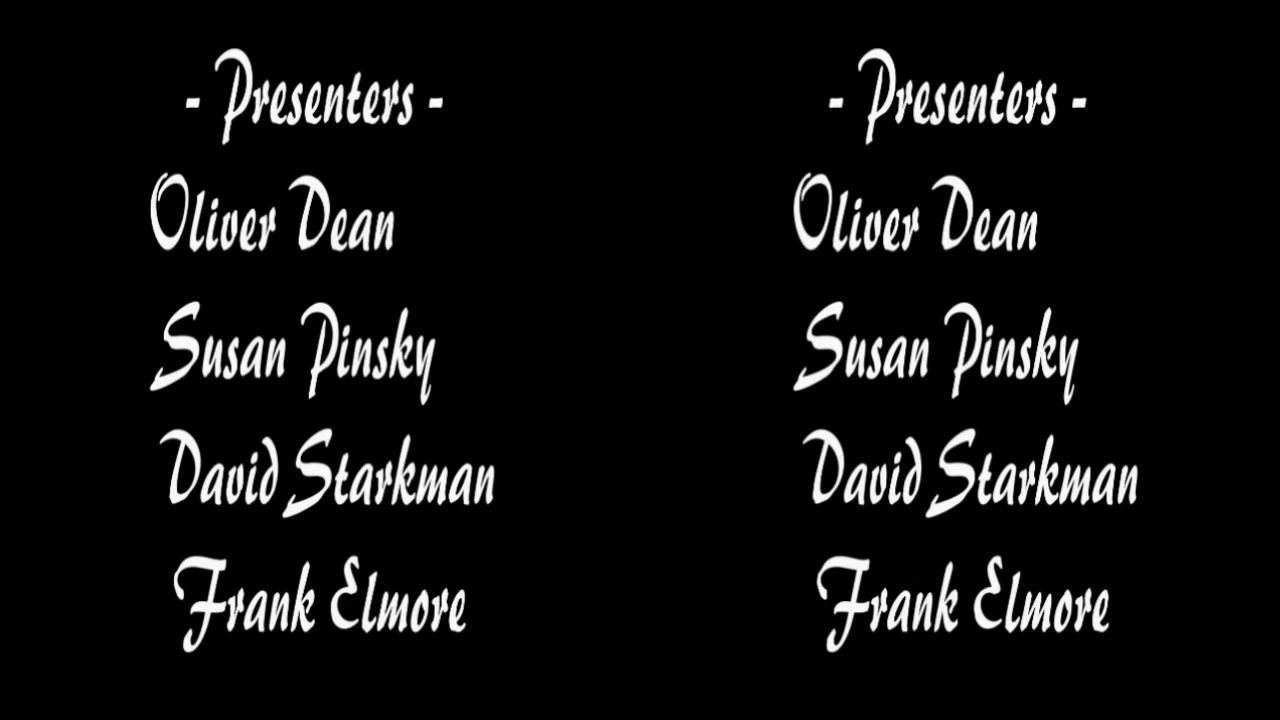 - Presenters -
Oliver Dean
Susan Pinsky
David Starkman
Frank Elmore
- Presenters -
Oliver Dean
Susan Pinsky
David Starkman
Frank Elmore